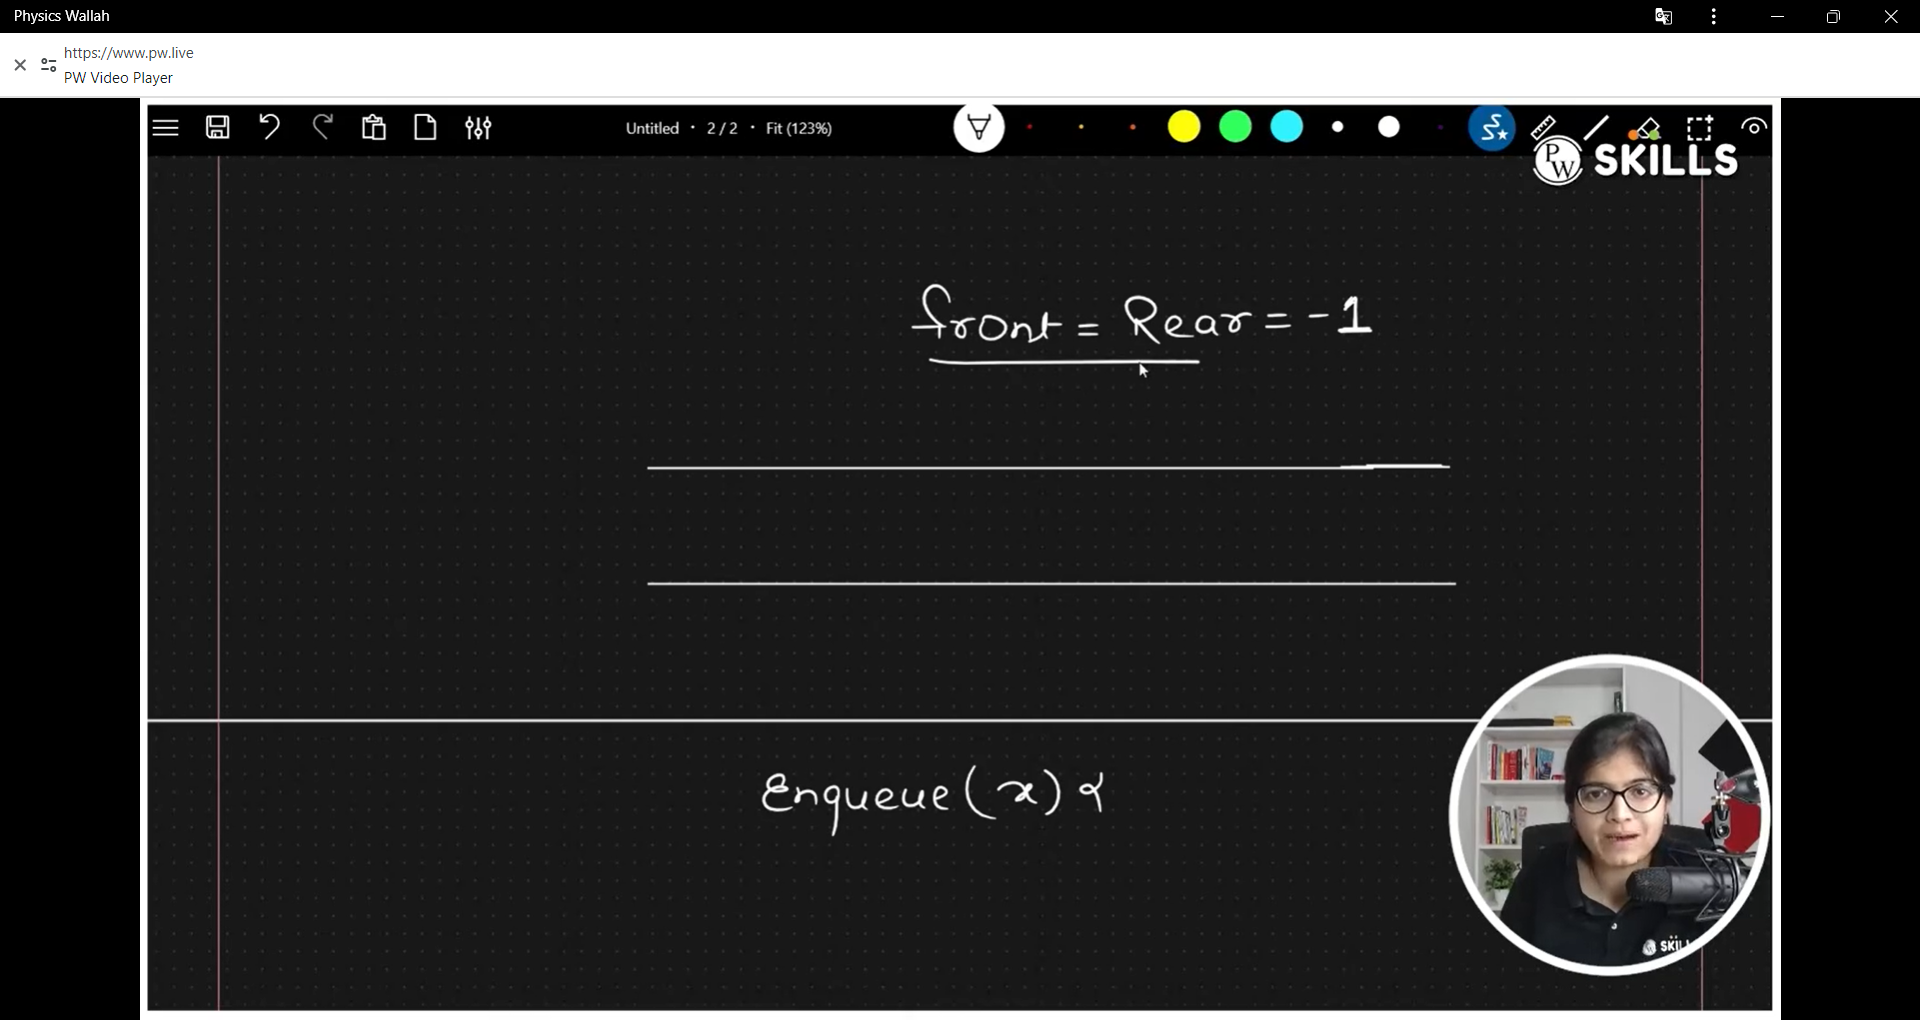 Physics Wallah
https://www.pw.live
PW Video Player
Untitled · 2 / 2 · Fit (123%)
PW SKILLS
front = Rear = -1
Enqueue (x) {
SKILL